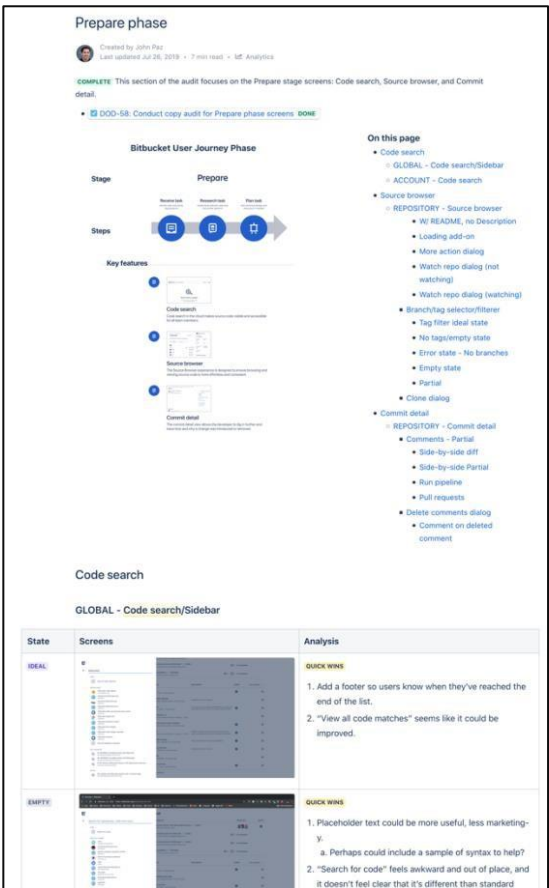 Prepare phase
Created by John Paz
Last updated Jul 26, 2019 • 7 min read • Analytics
COMPLETE This section of the audit focuses on the Prepare stage screens: Code search, Source browser, and Commit
detail.
• DOD-58: Conduct copy audit for Prepare phase screens DONE
Bitbucket User Journey Phase
Stage
Prepare
Receive task
Research task
Plan task
Steps
Key features
Code search
Source browser
Commit detail
On this page
• Code search
GLOBAL - Code search/Sidebar
ACCOUNT - Code search
• Source browser
REPOSITORY - Source browser
• W/ README, no Description
• Loading add-on
• More action dialog
• Watch repo dialog (not
watching)
• Watch repo dialog (watching)
• Branch/tag selector/filterer
• Tag filter ideal state
• No tags/empty state
• Error state - No branches
• Empty state
• Partial
• Clone dialog
• Commit detail
REPOSITORY - Commit detail
• Comments - Partial
• Side-by-side diff
• Side-by-side Partial
• Run pipeline
• Pull requests
• Delete comments dialog
• Comment on deleted
comment
Code search
GLOBAL - Code search/Sidebar
State Screens Analysis
IDEAL
QUICK WINS
1. Add a footer so users know when they've reached the
end of the list.
2. "View all code matches" seems like it could be
improved.
EMPTY
QUICK WINS
1. Placeholder text could be more useful, less marketing-
y.
a. Perhaps could include a sample of syntax to help?
2. "Search for code" feels awkward and out of place, and
it doesn't feel clear that it's different than standard